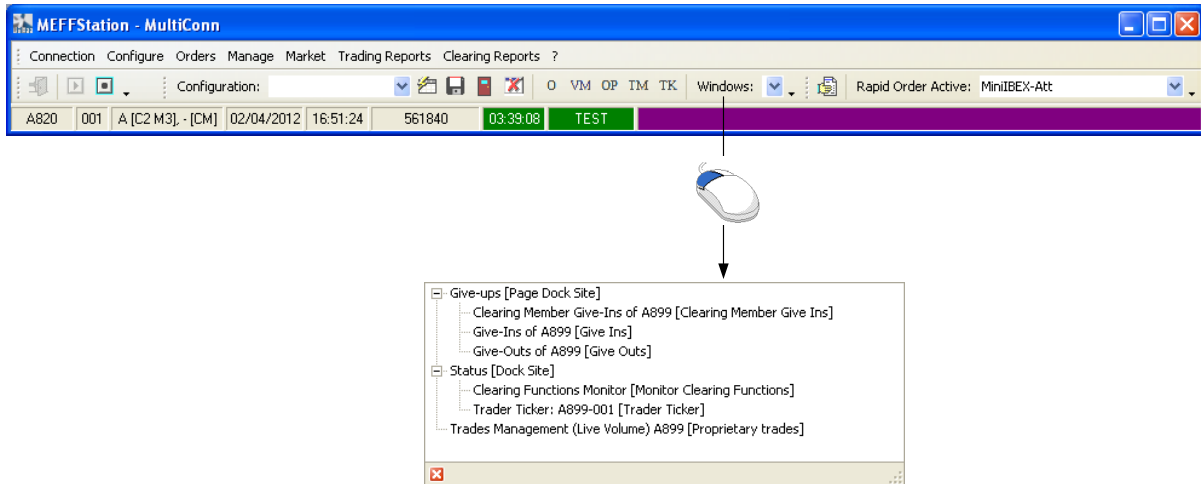 MEFFStation - MultiConn
Connection Configure Orders Manage Market Trading Reports Clearing Reports ?
Configuration: O VM OP TM TK Windows: Rapid Order Active: MiniIBEX-Att
A820 001 A [C2 M3], - [CM] 02/04/2012 16:51:24 561840 03:39:08 TEST
Give-ups [Page Dock Site]
Clearing Member Give-Ins of A899 [Clearing Member Give Ins]
Give-Ins of A899 [Give Ins]
Give-Outs of A899 [Give Outs]
Status [Dock Site]
Clearing Functions Monitor [Monitor Clearing Functions]
Trader Ticker: A899-001 [Trader Ticker]
Trades Management (Live Volume) A899 [Proprietary trades]